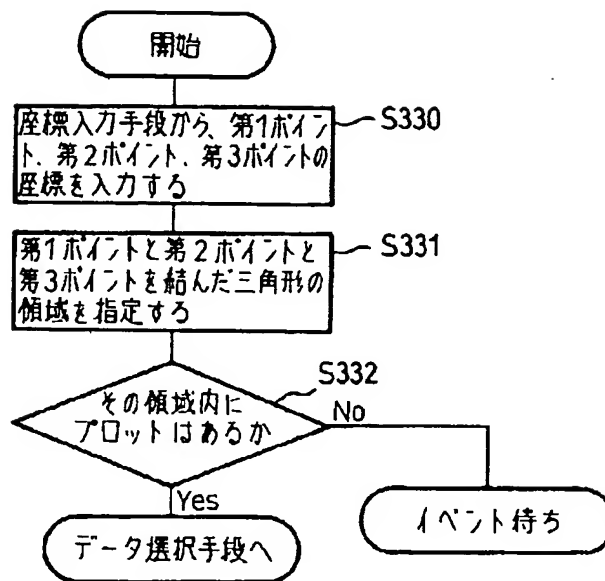 開始
座標入力手段から、第1ポイン
ト、第2ポイント、第3ポイントの
座標を入力する
S330
第1ポイントと第2ポイントと
第3ポイントを結んだ三角形の
領域を指定する
S331
その領域内に
プロットはあるか
S332
No
Yes
データ選択手段へ
イベント待ち